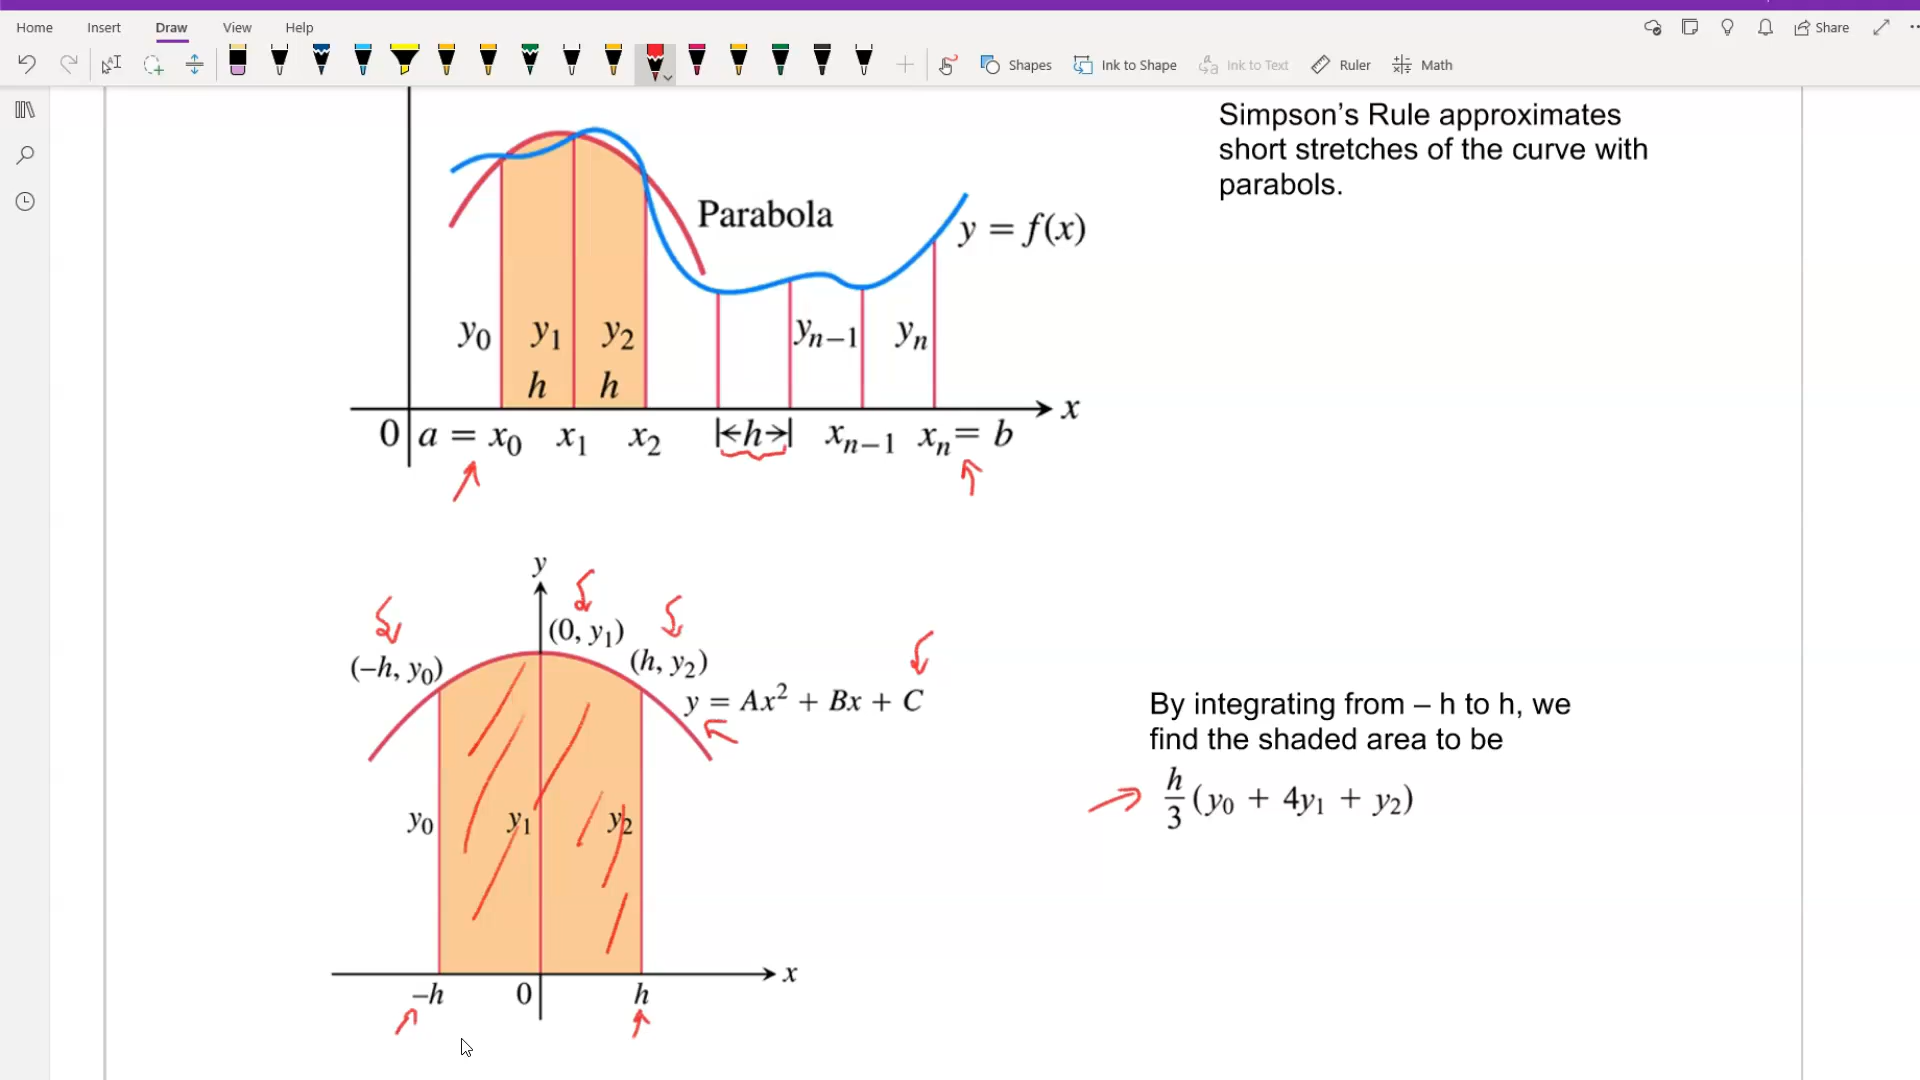 Home Insert Draw View Help
Share
Shapes Ink to Shape Ink to Text Ruler Math
Simpson’s Rule approximates
short stretches of the curve with
parabols.
Parabola
y = f(x)
y₀ y₁ y₂ yₙ₋₁ yₙ
h h
x
0 a = x₀ x₁ x₂ h xₙ₋₁ xₙ = b
y
(0, y₁)
(–h, y₀) (h, y₂)
y = Ax² + Bx + C
By integrating from – h to h, we
find the shaded area to be
h/3 (y₀ + 4y₁ + y₂)
y₀ y₁ y₂
x
–h 0 h